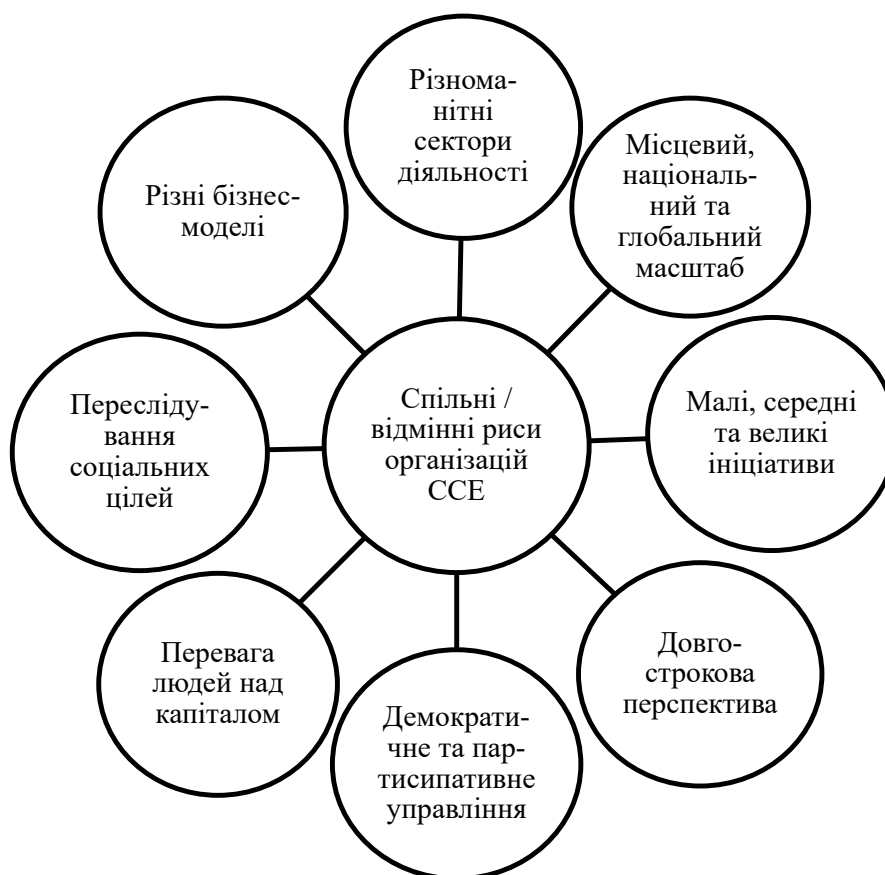 Різнома-
нітні
сектори
діяльності
Місцевий,
національ-
ний та
глобальний
масштаб
Різні бізнес-
моделі
Малі, середні
та великі
ініціативи
Спільні /
відмінні риси
організацій
ССЕ
Пересліду-
вання
соціальних
цілей
Довго-
строкова
перспектива
Перевага
людей над
капіталом
Демократи-
чне та пар-
тисипативне
управління